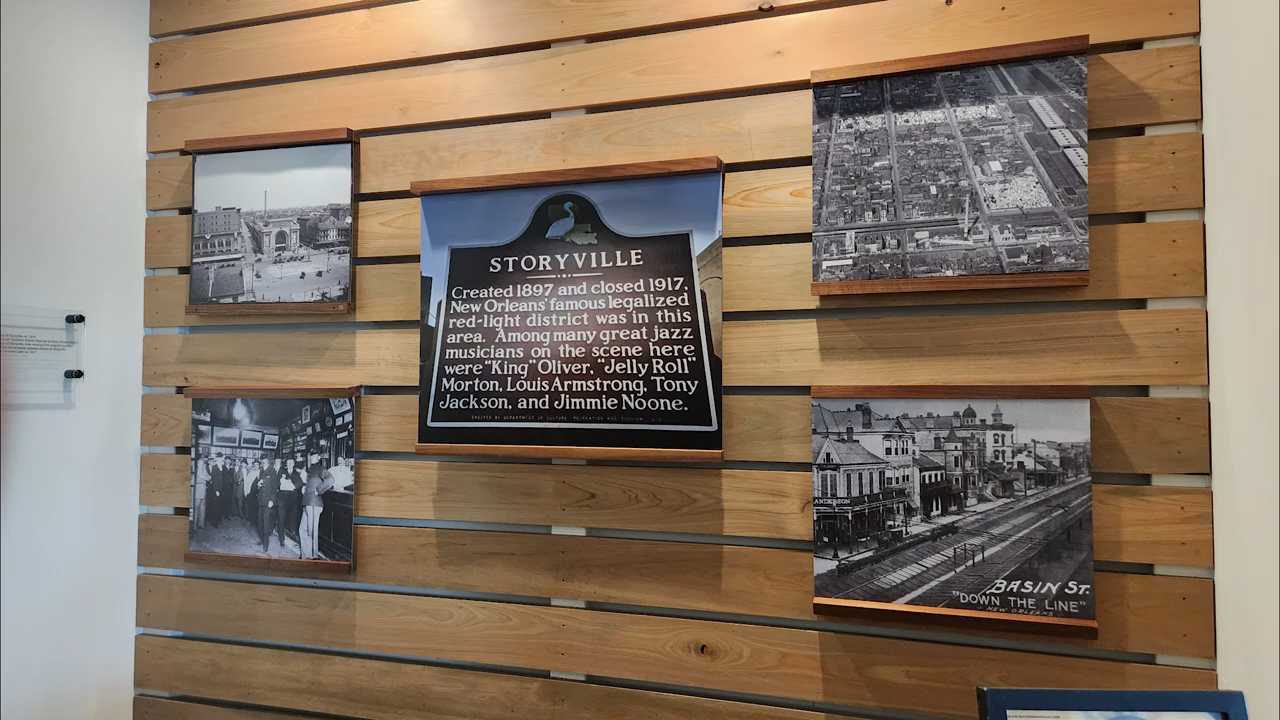 STORYVILLE
Created 1897 and closed 1917,
New Orleans' famous legalized
red-light district was in this
area. Among many great jazz
musicians on the scene here
were "King" Oliver, "Jelly Roll"
Morton, Louis Armstrong, Tony
Jackson, and Jimmie Noone.
ANDERSON
BASIN ST.
"DOWN THE LINE"
NEW ORLEANS